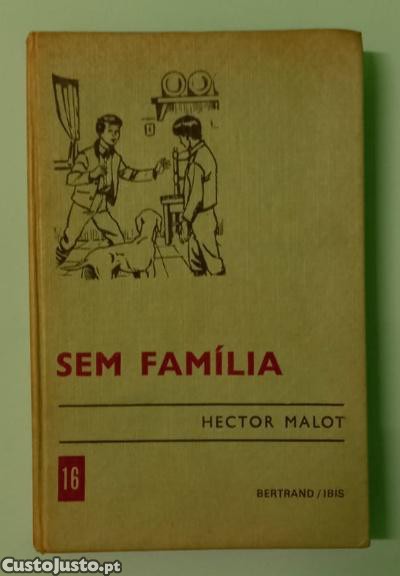 SEM FAMÍLIA
HECTOR MALOT
16
BERTRAND / IBIS
CustoJusto.pt